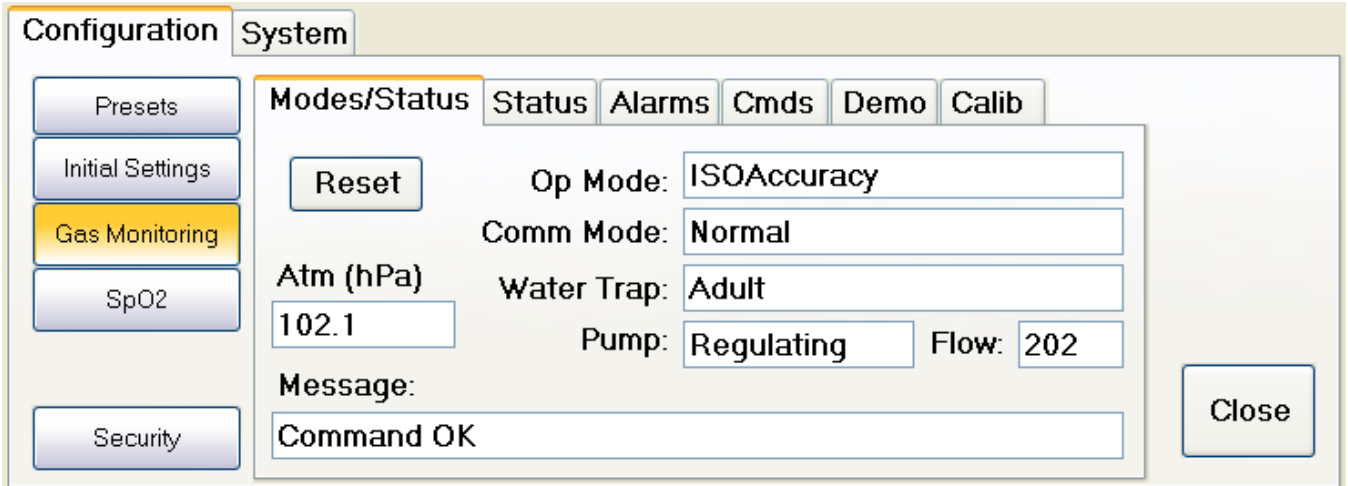 Configuration System
Presets
Initial Settings
Gas Monitoring
SpO2
Security
Modes/Status Status Alarms Cmds Demo Calib
Reset
Op Mode: ISOAccuracy
Comm Mode: Normal
Atm (hPa)
102.1
Water Trap: Adult
Pump: Regulating Flow: 202
Message:
Command OK
Close